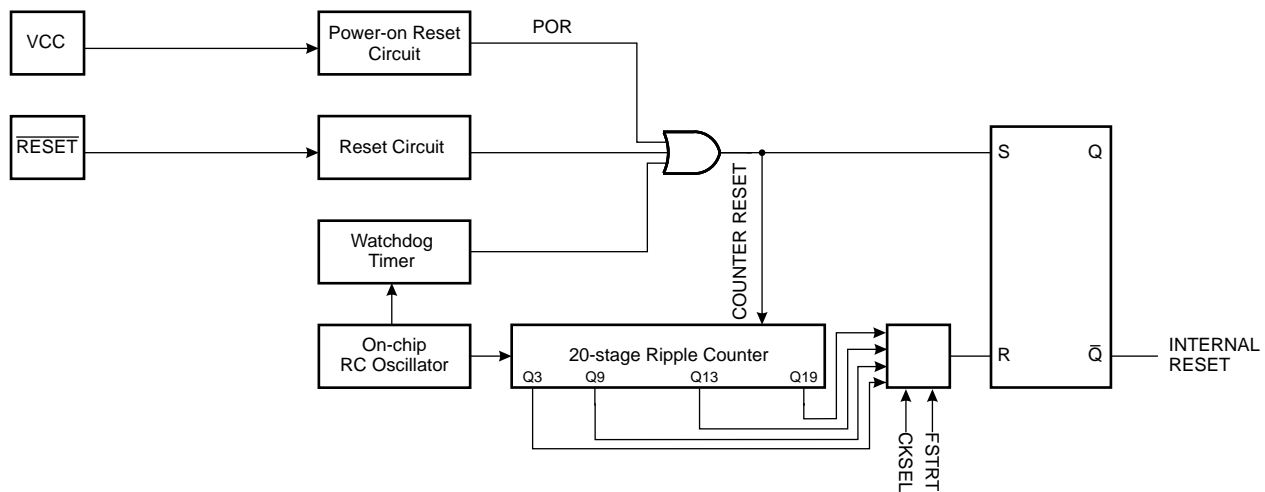 VCC
Power-on Reset
Circuit
POR
RESET
Reset Circuit
S
Q
COUNTER RESET
Watchdog
Timer
On-chip
RC Oscillator
20-stage Ripple Counter
Q3
Q9
Q13
Q19
R
Q̅
INTERNAL
RESET
CKSEL
FSTRT